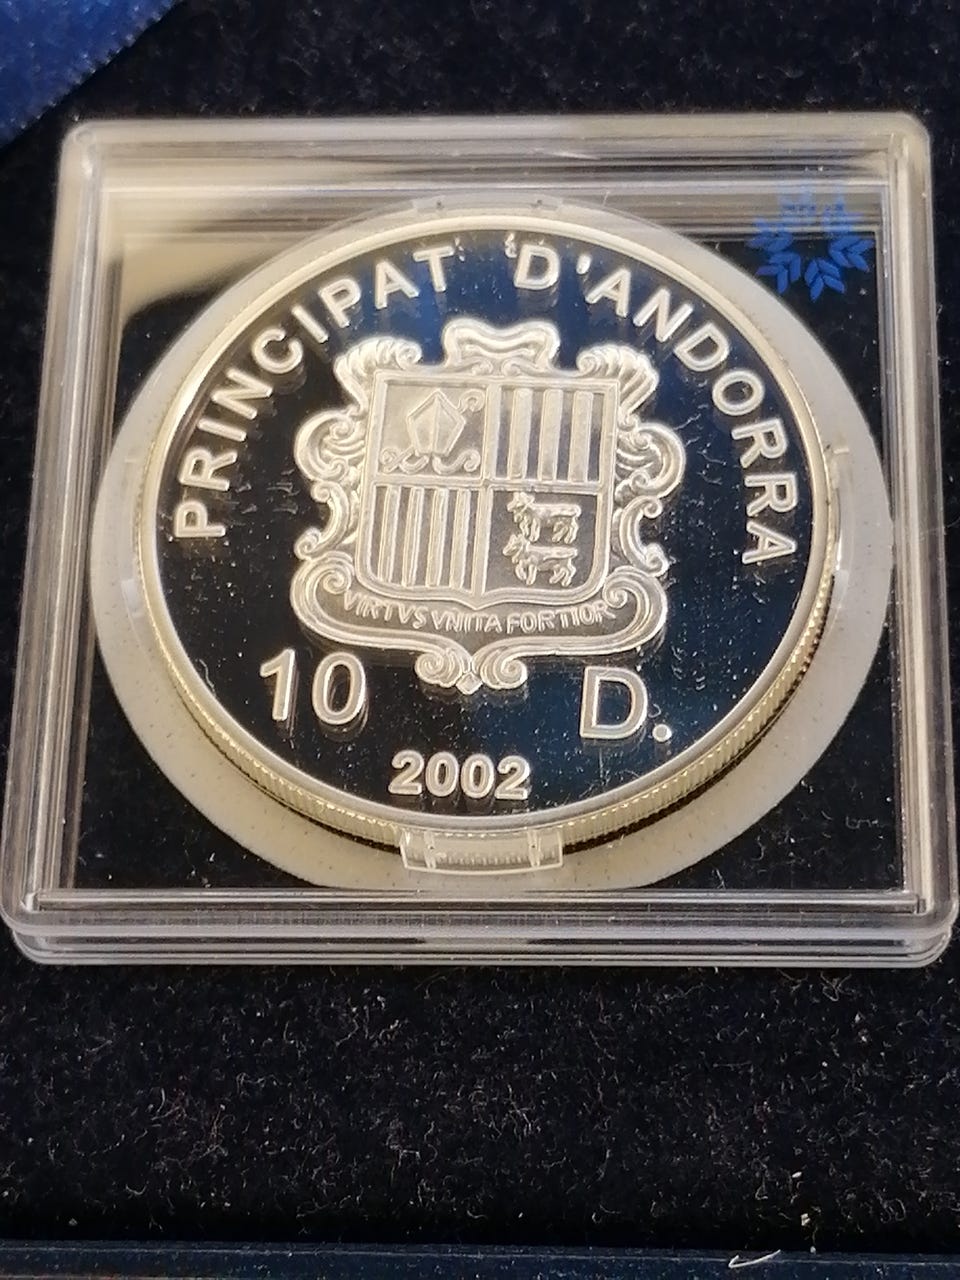 PRINCIPAT D'ANDORRA
VIRTVS VNITA FORTIOR
10 D.
2002